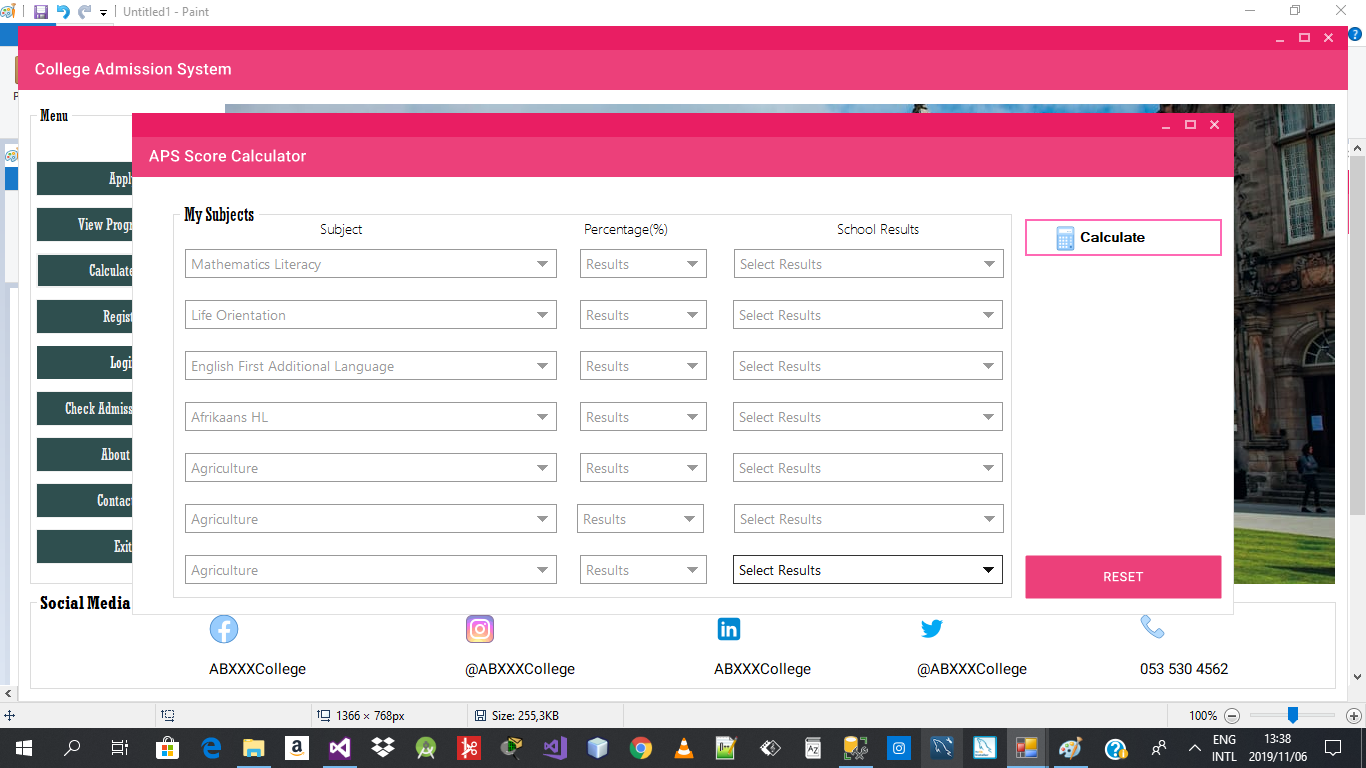 Untitled1 - Paint
College Admission System
Menu
APS Score Calculator
Appl
View Progr
Calculate
Regist
Logi
Check Admiss
About
Contac
Exit
My Subjects
Subject Percentage(%) School Results
Calculate
Mathematics Literacy Results Select Results
Life Orientation Results Select Results
English First Additional Language Results Select Results
Afrikaans HL Results Select Results
Agriculture Results Select Results
Agriculture Results Select Results
Agriculture Results Select Results
RESET
Social Media
ABXXXCollege @ABXXXCollege ABXXXCollege @ABXXXCollege 053 530 4562
1366 × 768px Size: 255,3KB 100%
ENG 13:38
INTL 2019/11/06